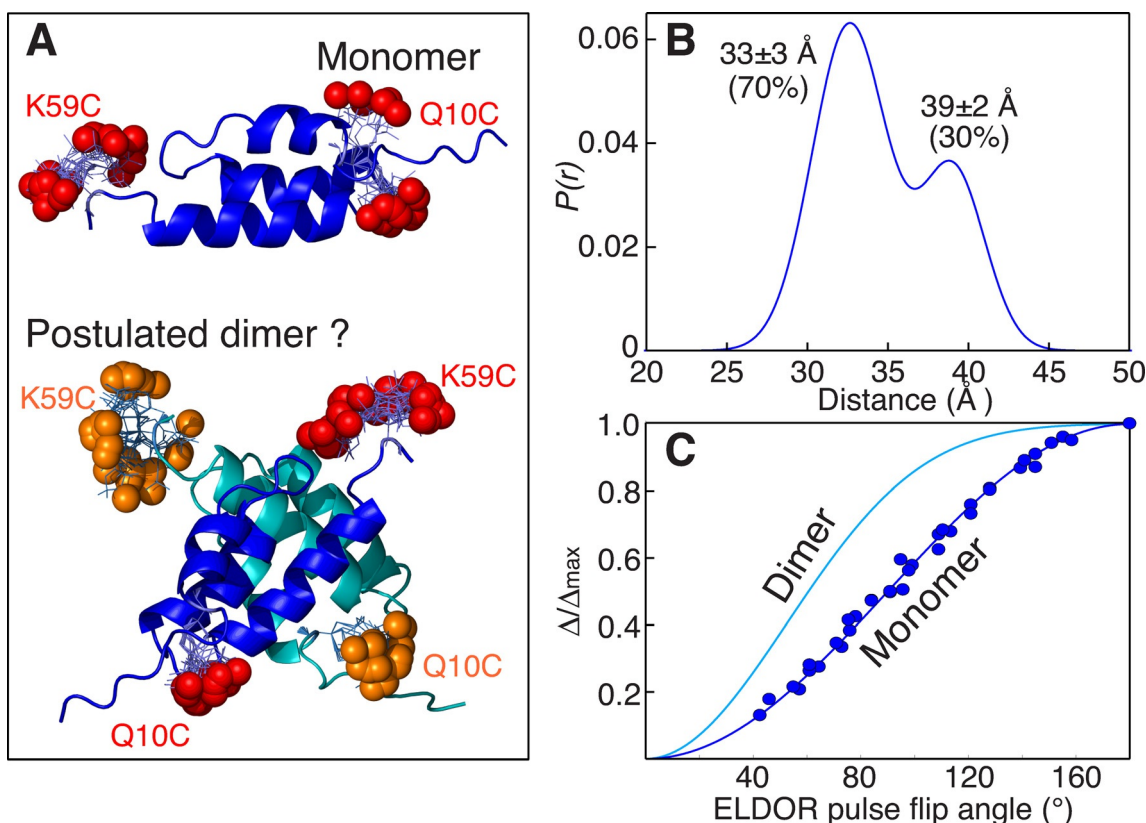 A
Monomer
K59C
Q10C
Postulated dimer ?
K59C
K59C
Q10C
Q10C
B
33±3 Å
(70%)
39±2 Å
(30%)
P(r)
0.06
0.04
0.02
0
20 25 30 35 40 45 50
Distance (Å )
C
Dimer
Monomer
Δ/Δmax
1.0
0.8
0.6
0.4
0.2
40 80 120 160
ELDOR pulse flip angle (°)